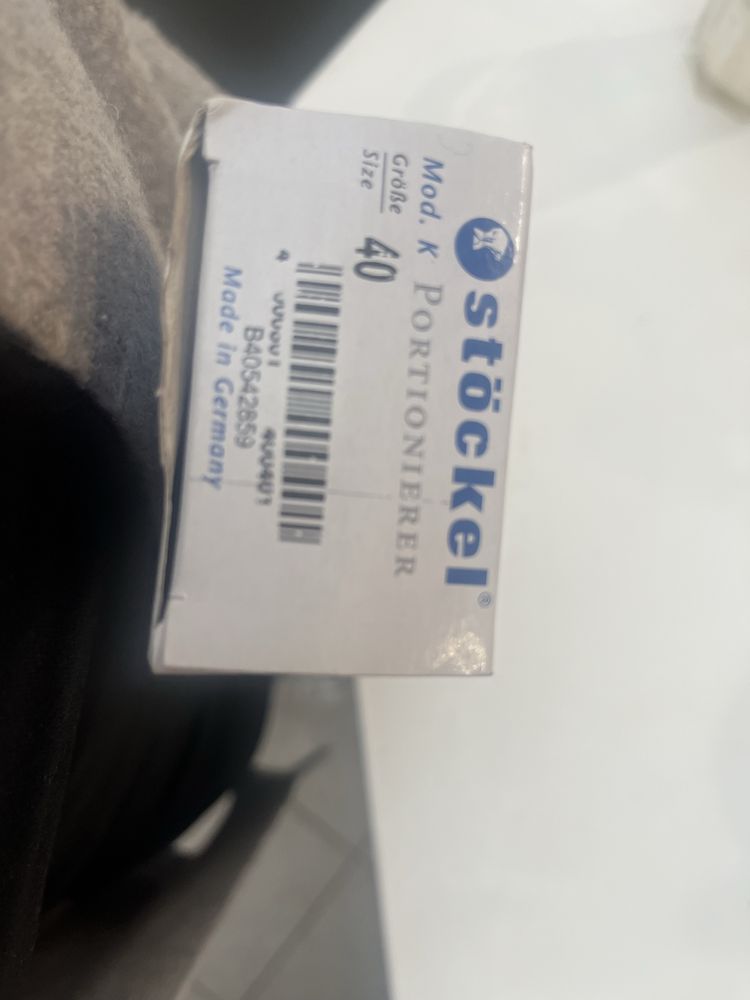 stöckel®
Mod. K PORTIONIERER
Größe
Size
40
B40542859
Made in Germany